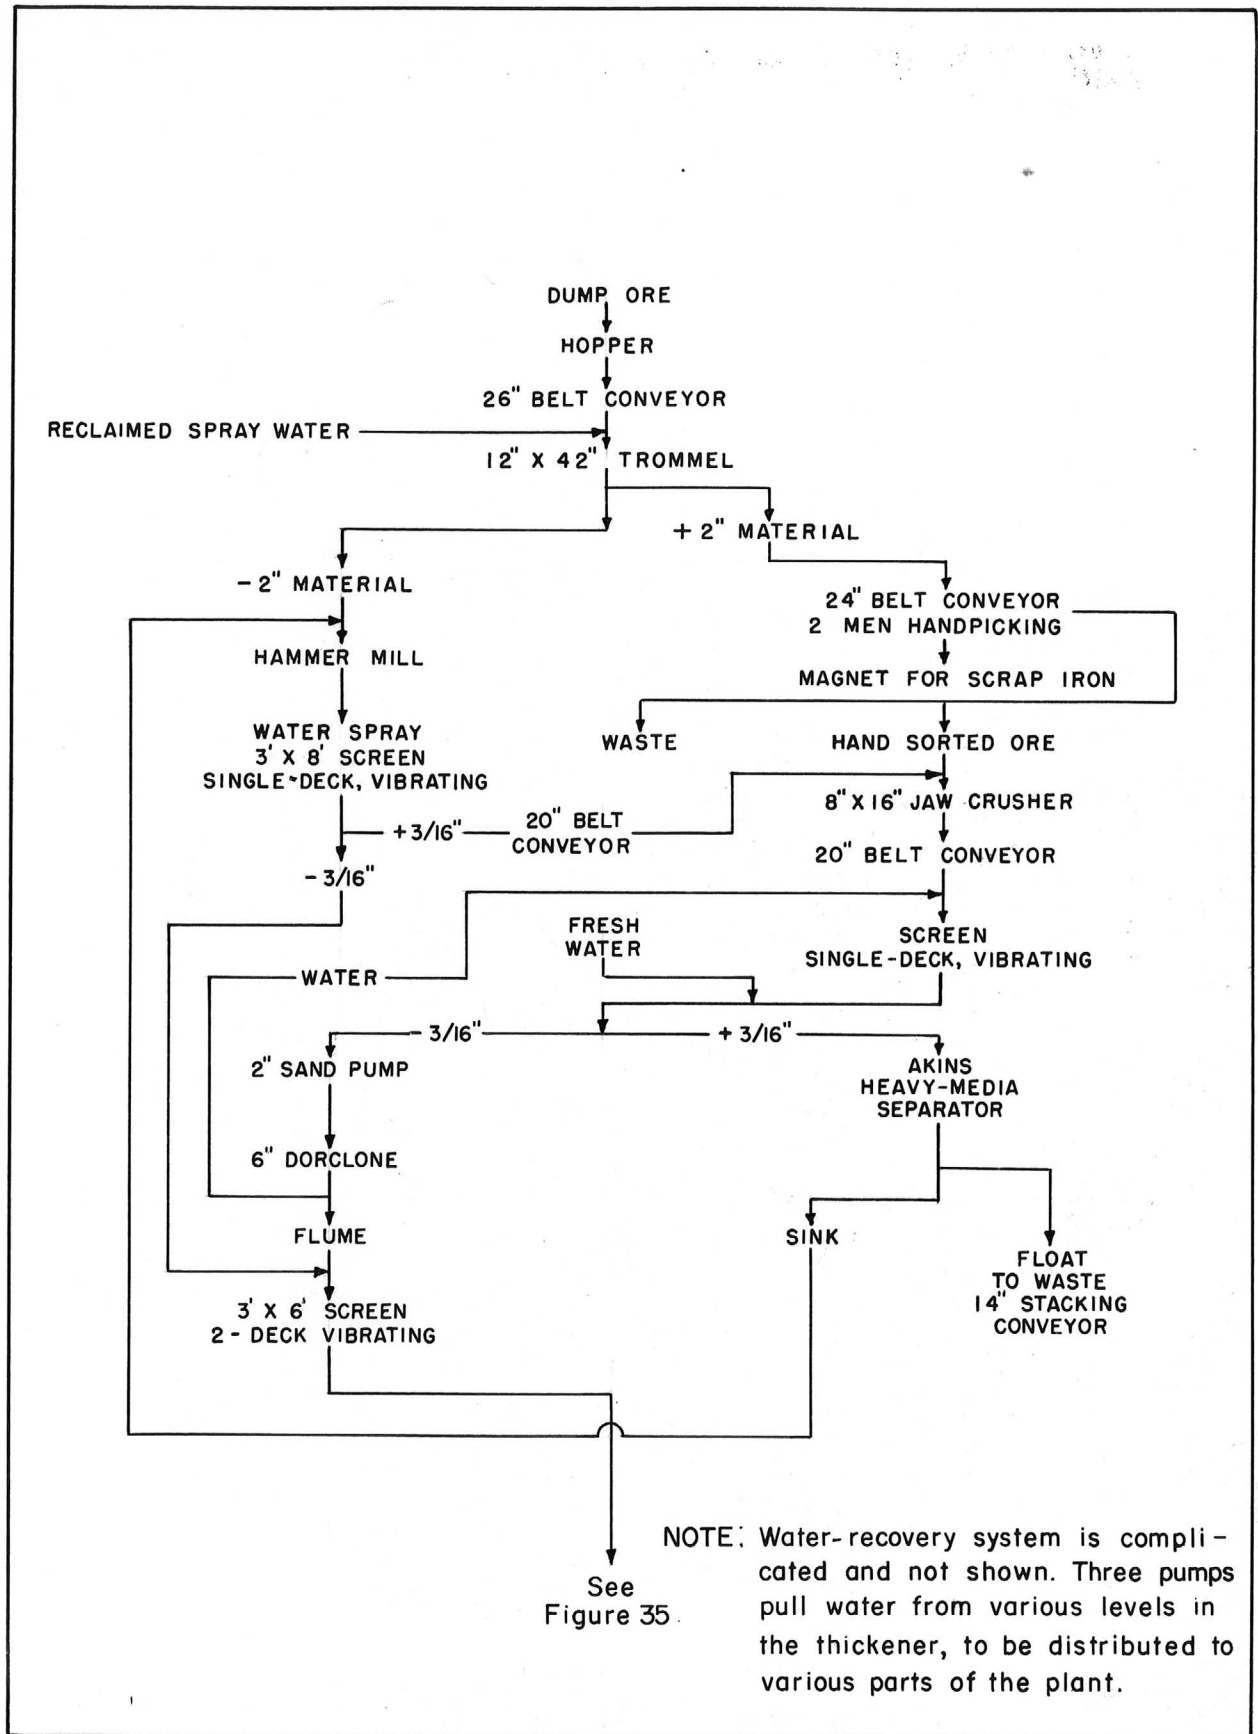 DUMP ORE
HOPPER
26" BELT CONVEYOR
RECLAIMED SPRAY WATER
12" X 42" TROMMEL
+ 2" MATERIAL
- 2" MATERIAL
24" BELT CONVEYOR
2 MEN HANDPICKING
HAMMER MILL
MAGNET FOR SCRAP IRON
WATER SPRAY
3' X 8' SCREEN
SINGLE-DECK, VIBRATING
WASTE
HAND SORTED ORE
8" X 16" JAW CRUSHER
+3/16"
20" BELT
CONVEYOR
20" BELT CONVEYOR
- 3/16"
FRESH
WATER
SCREEN
SINGLE-DECK, VIBRATING
WATER
- 3/16"
+ 3/16"
2" SAND PUMP
AKINS
HEAVY-MEDIA
SEPARATOR
6" DORCLONE
FLUME
SINK
FLOAT
TO WASTE
14" STACKING
CONVEYOR
3' X 6' SCREEN
2 - DECK VIBRATING
See
Figure 35
NOTE: Water-recovery system is compli-
cated and not shown. Three pumps
pull water from various levels in
the thickener, to be distributed to
various parts of the plant.